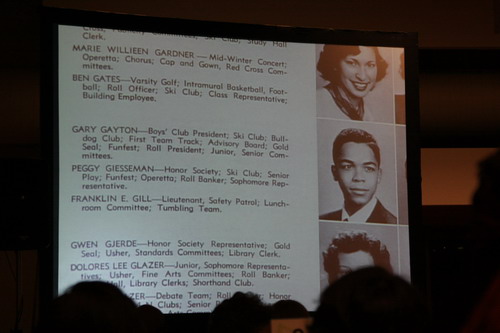 Clerk.
MARIE WILLIEEN GARDNER — Mid-Winter Concert;
Operetta; Chorus; Cap and Gown, Red Cross Com-
mittees.
BEN GATES—Varsity Golf; Intramural Basketball, Foot-
ball; Roll Officer; Ski Club; Class Representative;
Building Employee.
GARY GAYTON—Boys' Club President; Ski Club; Bull-
dog Club; First Team Track; Advisory Board; Gold
Seal; Funfest; Roll President; Junior, Senior Com-
mittees.
PEGGY GIESSEMAN—Honor Society; Ski Club; Senior
Play; Funfest; Operetta; Roll Banker; Sophomore Rep-
resentative.
FRANKLIN E. GILL—Lieutenant, Safety Patrol; Lunch-
room Committee; Tumbling Team.
GWEN GJERDE—Honor Society Representative; Gold
Seal; Usher, Standards Committees; Library Clerk.
DOLORES LEE GLAZER—Junior, Sophomore Representa-
tives; Usher, Fine Arts Committees; Roll Banker;
Hall, Library Clerks; Shorthand Club.
GLAZER—Debate Team; Roll Honor
Clubs; Senior